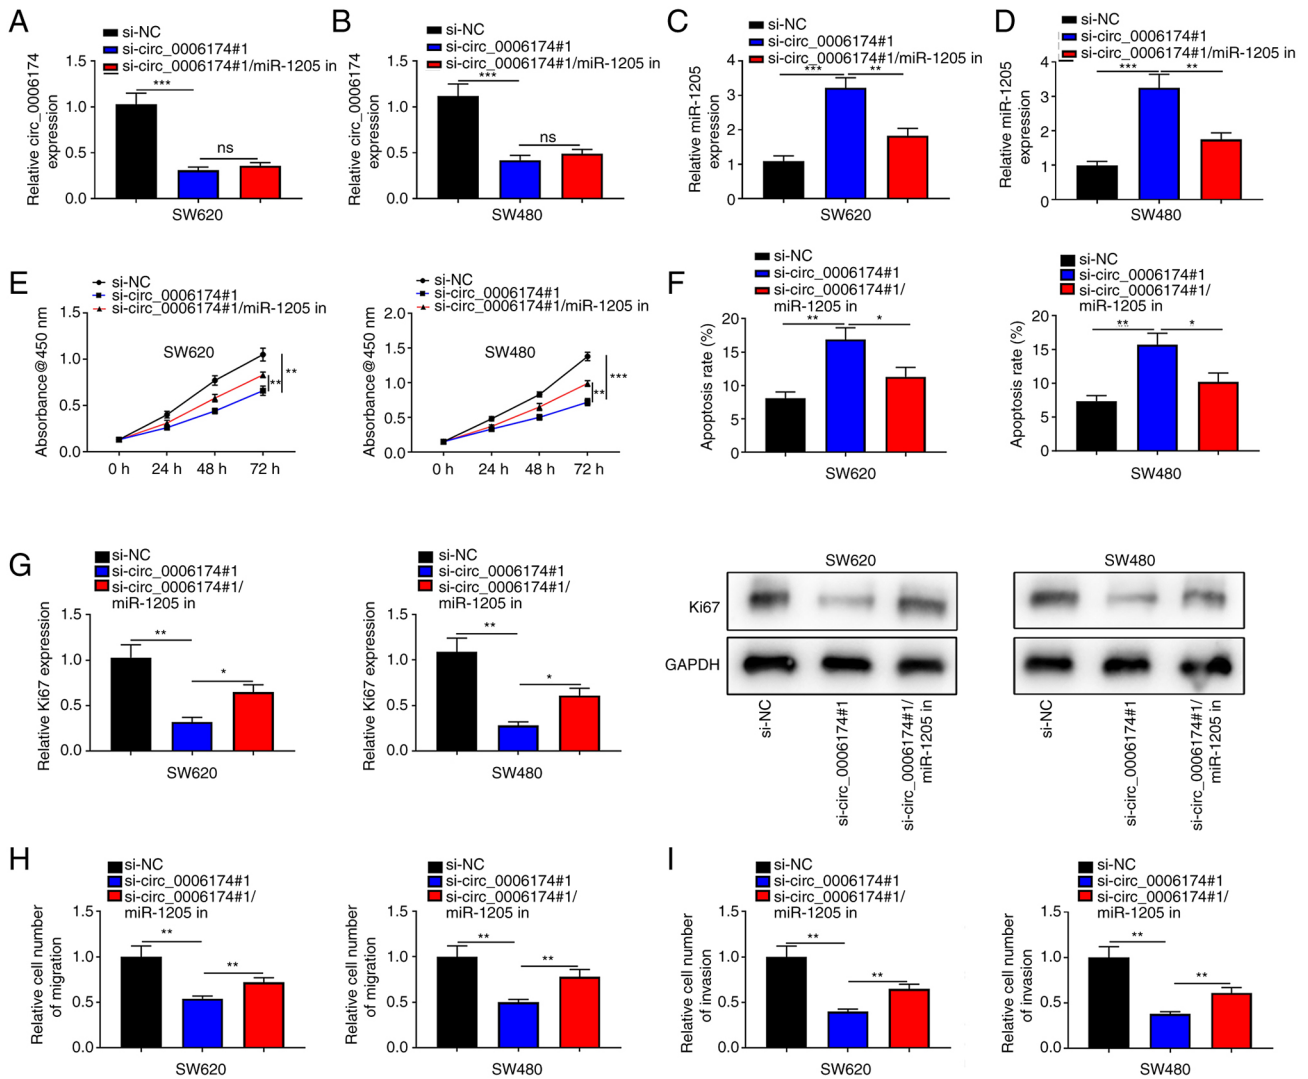 A
si-NC
si-circ_0006174#1
si-circ_0006174#1/miR-1205 in
Relative circ_0006174
expression
1.5
1.0
0.5
0.0
***
ns
SW620
B
si-NC
si-circ_0006174#1
si-circ_0006174#1/miR-1205 in
Relative circ_0006174
expression
1.5
1.0
0.5
0.0
***
ns
SW480
C
si-NC
si-circ_0006174#1
si-circ_0006174#1/miR-1205 in
Relative miR-1205
expression
4
3
2
1
0
***
**
SW620
D
si-NC
si-circ_0006174#1
si-circ_0006174#1/miR-1205 in
Relative miR-1205
expression
4
3
2
1
0
***
**
SW480
E
si-NC
si-circ_0006174#1
si-circ_0006174#1/miR-1205 in
Absorbance@450 nm
1.5
1.0
0.5
0.0
SW620
**
**
0 h
24 h
48 h
72 h
si-NC
si-circ_0006174#1
si-circ_0006174#1/miR-1205 in
Absorbance@450 nm
2.0
1.5
1.0
0.5
0.0
SW480
**
***
0 h
24 h
48 h
72 h
F
si-NC
si-circ_0006174#1
si-circ_0006174#1/
miR-1205 in
Apoptosis rate (%)
20
15
10
5
0
**
*
SW620
si-NC
si-circ_0006174#1
si-circ_0006174#1/
miR-1205 in
Apoptosis rate (%)
20
15
10
5
0
**
*
SW480
G
si-NC
si-circ_0006174#1
si-circ_0006174#1/
miR-1205 in
Relative Ki67 expression
1.5
1.0
0.5
0.0
**
*
SW620
si-NC
si-circ_0006174#1
si-circ_0006174#1/
miR-1205 in
Relative Ki67 expression
1.5
1.0
0.5
0.0
**
*
SW480
SW620
Ki67
GAPDH
si-NC
si-circ_0006174#1
si-circ_0006174#1/
miR-1205 in
SW480
si-NC
si-circ_0006174#1
si-circ_0006174#1/
miR-1205 in
H
si-NC
si-circ_0006174#1
si-circ_0006174#1/
miR-1205 in
Relative cell number
of migration
1.5
1.0
0.5
0.0
**
**
SW620
si-NC
si-circ_0006174#1
si-circ_0006174#1/
miR-1205 in
Relative cell number
of migration
1.5
1.0
0.5
0.0
**
**
SW480
I
si-NC
si-circ_0006174#1
si-circ_0006174#1/
miR-1205 in
Relative cell number
of invasion
1.5
1.0
0.5
0.0
**
**
SW620
si-NC
si-circ_0006174#1
si-circ_0006174#1/
miR-1205 in
Relative cell number
of invasion
1.5
1.0
0.5
0.0
**
**
SW480